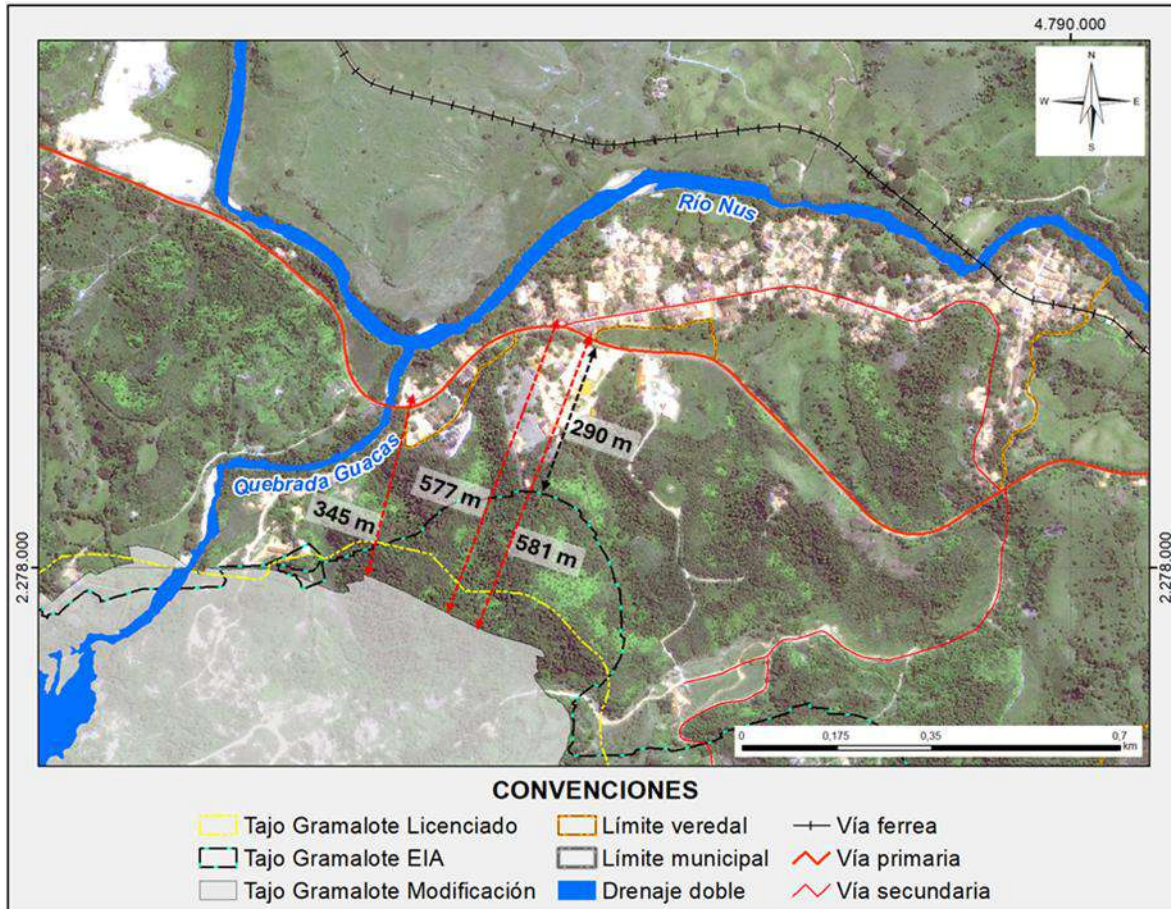 4.790.000
N
W E
S
Río Nus
290 m
Quebrada Guacas
577 m
345 m
581 m
2.278.000
2.278.000
0 0,175 0,35 0,7
km
CONVENCIONES
Tajo Gramalote Licenciado
Límite veredal
Vía ferrea
Tajo Gramalote EIA
Límite municipal
Vía primaria
Tajo Gramalote Modificación
Drenaje doble
Vía secundaria